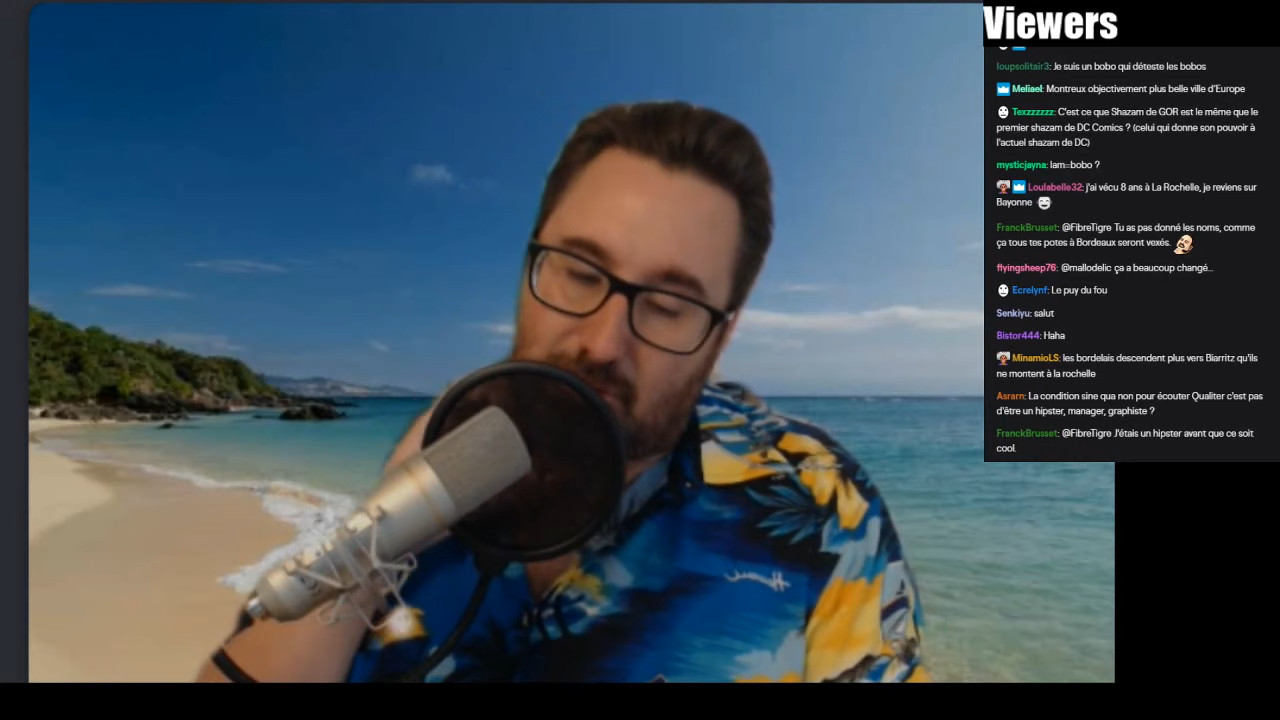 Viewers
loupsolitair3: Je suis un bobo qui déteste les bobos
Meliael: Montreux objectivement plus belle ville d'Europe
Texzzzzzz: C'est ce que Shazam de GOR est le même que le
premier shazam de DC Comics ? (celui qui donne son pouvoir à
l'actuel shazam de DC)
mysticjayna: Iam=bobo ?
Loulabelle32: j'ai vécu 8 ans à La Rochelle, je reviens sur
Bayonne
FranckBrusset: @FibreTigre Tu as pas donné les noms, comme
ça tous tes potes à Bordeaux seront vexés.
flyingsheep76: @mallodelic ça a beaucoup changé...
Ecrelynf: Le puy du fou
Senkiyu: salut
Bistor444: Haha
MinamioLS: les bordelais descendent plus vers Biarritz qu'ils
ne montent à la rochelle
Asrarn: La condition sine qua non pour écouter Qualiter c'est pas
d'être un hipster, manager, graphiste ?
FranckBrusset: @FibreTigre J'étais un hipster avant que ce soit
cool.